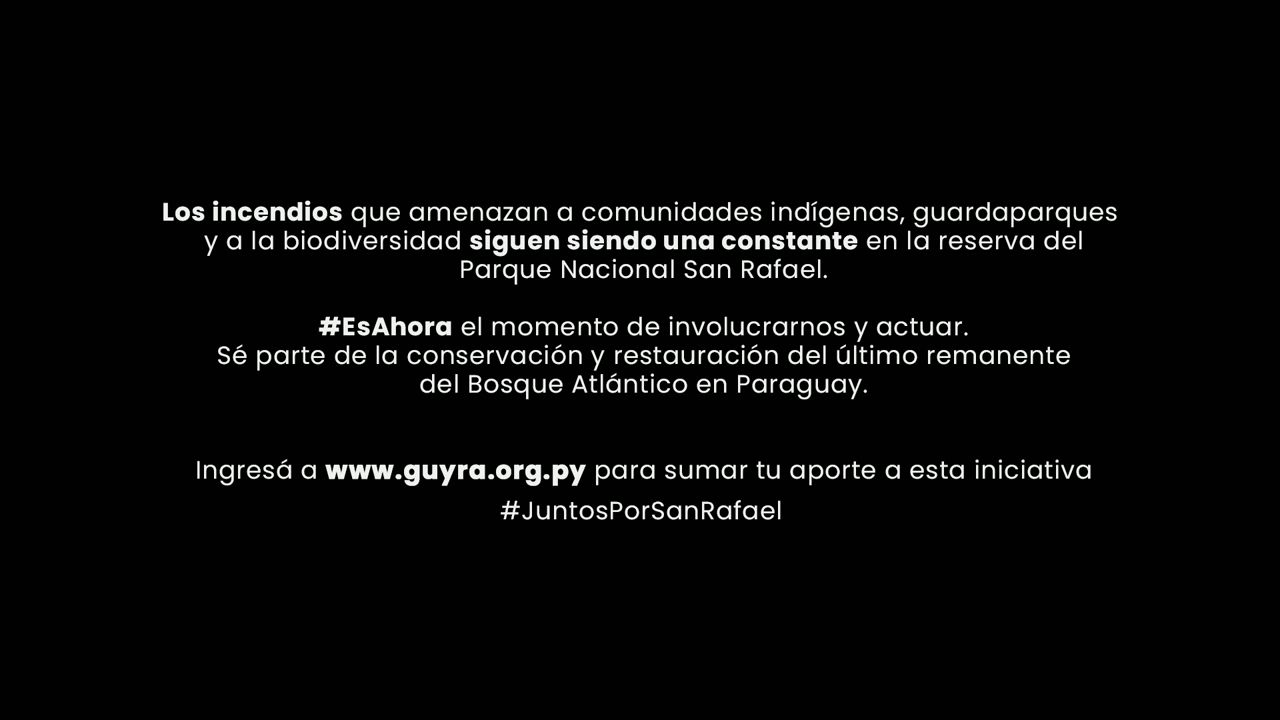 Los incendios que amenazan a comunidades indígenas, guardaparques
y a la biodiversidad siguen siendo una constante en la reserva del
Parque Nacional San Rafael.
#EsAhora el momento de involucrarnos y actuar.
Sé parte de la conservación y restauración del último remanente
del Bosque Atlántico en Paraguay.
Ingresá a www.guyra.org.py para sumar tu aporte a esta iniciativa
#JuntosPorSanRafael